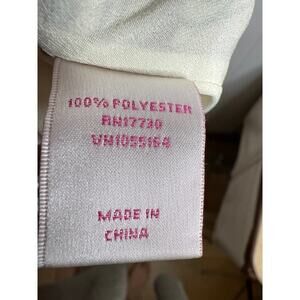 100% POLYESTER
RN17730
VN1055164
MADE IN
CHINA